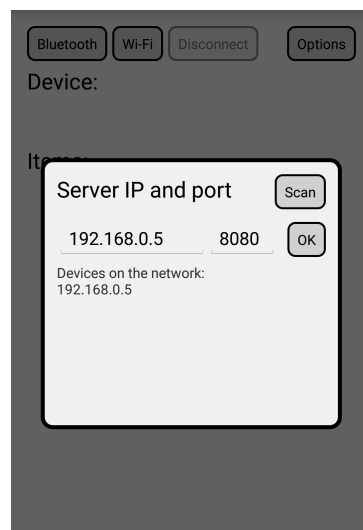 Bluetooth Wi-Fi Disconnect Options
Device:
Items:
Server IP and port Scan
192.168.0.5 8080 OK
Devices on the network:
192.168.0.5